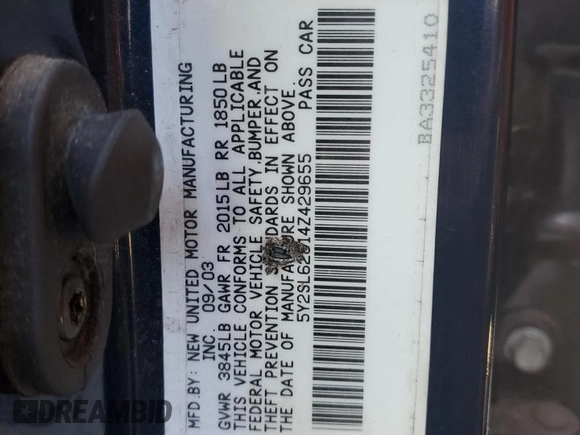 MFD.BY: NEW UNITED MOTOR MANUFACTURING
INC 09/03
GVWR 3845LB GAWR FR 2015LB RR 1850LB
THIS VEHICLE CONFORMS TO ALL APPLICABLE
FEDERAL MOTOR VEHICLE SAFETY,BUMPER,AND
THEFT PREVENTION STANDARDS IN EFFECT ON
THE DATE OF MANUFACTURE SHOWN ABOVE.
PASS CAR
BA3325410
DREAMBID